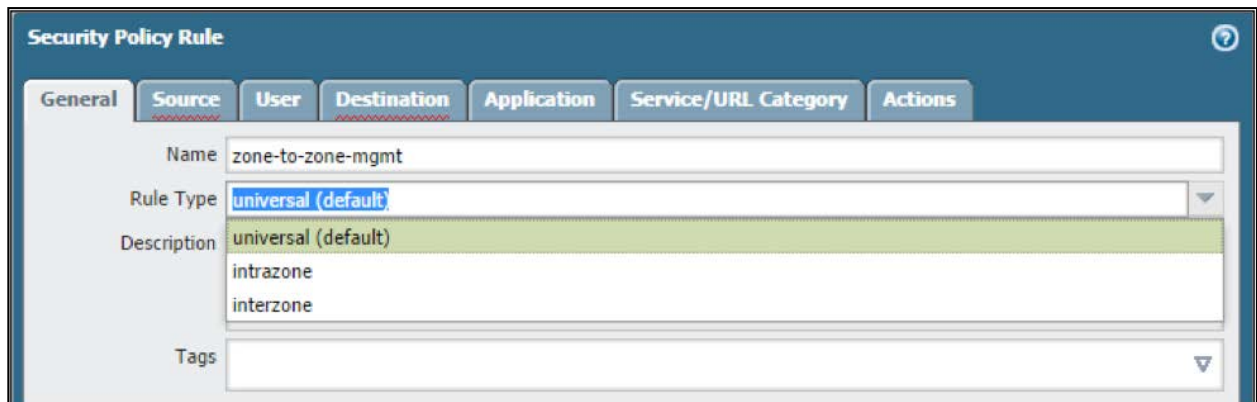 Security Policy Rule
?
General Source User Destination Application Service/URL Category Actions
Name zone-to-zone-mgmt
Rule Type universal (default)
Description universal (default)
intrazone
interzone
Tags